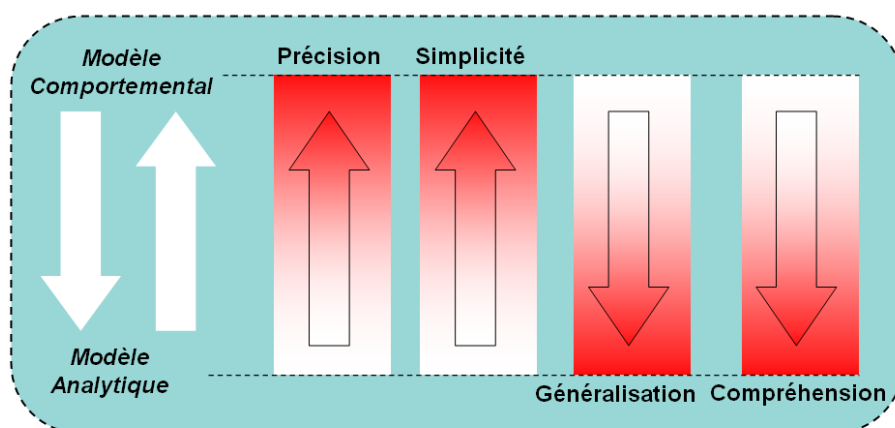 Modèle
Comportemental
Précision
Simplicité
Modèle
Analytique
Généralisation
Compréhension